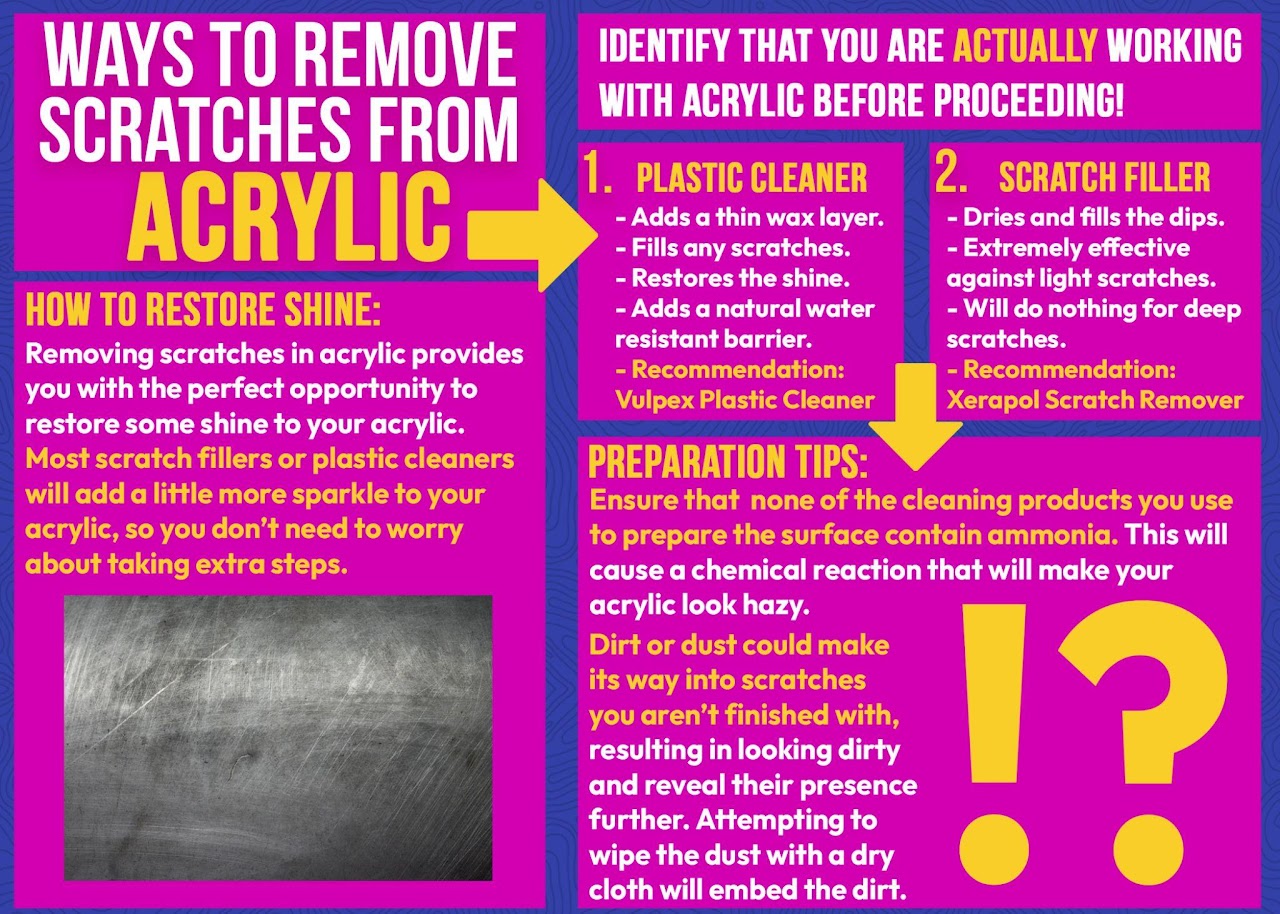 WAYS TO REMOVE
SCRATCHES FROM
ACRYLIC
HOW TO RESTORE SHINE:
Removing scratches in acrylic provides
you with the perfect opportunity to
restore some shine to your acrylic.
Most scratch fillers or plastic cleaners
will add a little more sparkle to your
acrylic, so you don't need to worry
about taking extra steps.
IDENTIFY THAT YOU ARE ACTUALLY WORKING
WITH ACRYLIC BEFORE PROCEEDING!
1. PLASTIC CLEANER
- Adds a thin wax layer.
- Fills any scratches.
- Restores the shine.
- Adds a natural water
resistant barrier.
- Recommendation:
Vulpex Plastic Cleaner
2. SCRATCH FILLER
- Dries and fills the dips.
- Extremely effective
against light scratches.
- Will do nothing for deep
scratches.
- Recommendation:
Xerapol Scratch Remover
PREPARATION TIPS:
Ensure that none of the cleaning products you use
to prepare the surface contain ammonia. This will
cause a chemical reaction that will make your
acrylic look hazy.
Dirt or dust could make
its way into scratches
you aren't finished with,
resulting in looking dirty
and reveal their presence
further. Attempting to
wipe the dust with a dry
cloth will embed the dirt.
!?